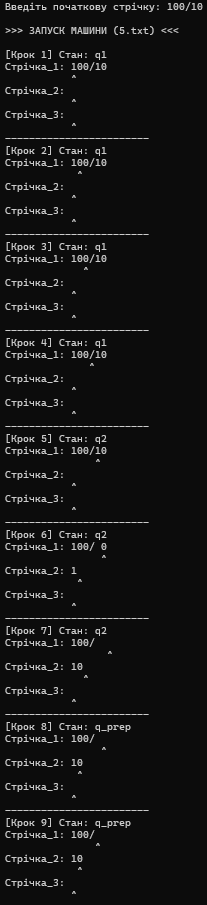 Введіть початкову стрічку: 100/10
>>> ЗАПУСК МАШИНИ (5.txt) <<<
[Крок 1] Стан: q1
Стрічка_1: 100/10
^
Стрічка_2:
^
Стрічка_3:
^
------------------------
[Крок 2] Стан: q1
Стрічка_1: 100/10
^
Стрічка_2:
^
Стрічка_3:
^
------------------------
[Крок 3] Стан: q1
Стрічка_1: 100/10
^
Стрічка_2:
^
Стрічка_3:
^
------------------------
[Крок 4] Стан: q1
Стрічка_1: 100/10
^
Стрічка_2:
^
Стрічка_3:
^
------------------------
[Крок 5] Стан: q2
Стрічка_1: 100/10
^
Стрічка_2:
^
Стрічка_3:
^
------------------------
[Крок 6] Стан: q2
Стрічка_1: 100/ 0
^
Стрічка_2: 1
^
Стрічка_3:
^
------------------------
[Крок 7] Стан: q2
Стрічка_1: 100/
^
Стрічка_2: 10
^
Стрічка_3:
^
------------------------
[Крок 8] Стан: q_prep
Стрічка_1: 100/
^
Стрічка_2: 10
^
Стрічка_3:
^
------------------------
[Крок 9] Стан: q_prep
Стрічка_1: 100/
^
Стрічка_2: 10
^
Стрічка_3:
^